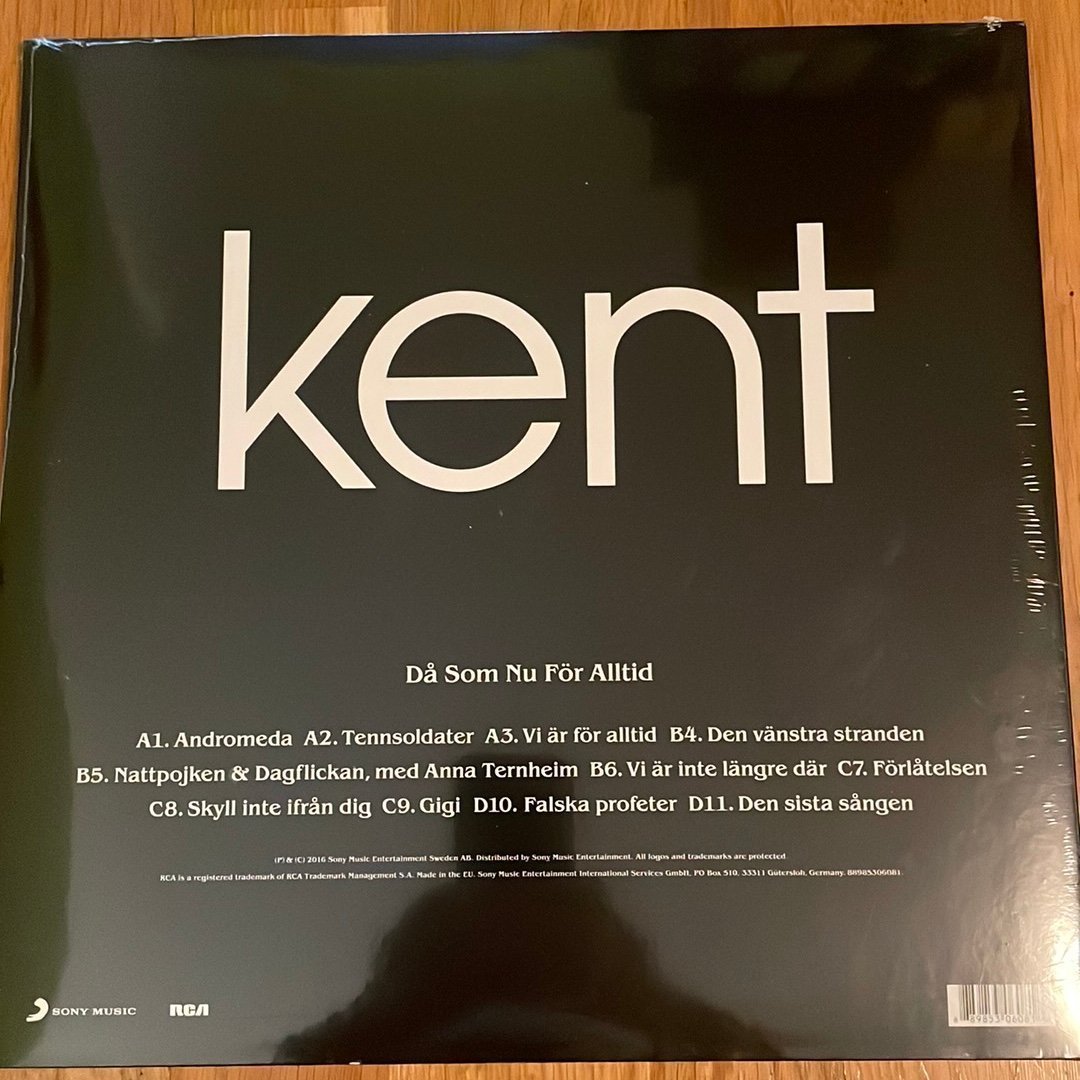 kent
Då Som Nu För Alltid
A1. Andromeda A2. Tennsoldater A3. Vi är för alltid B4. Den vänstra stranden
B5. Nattpojken & Dagflickan, med Anna Ternheim B6. Vi är inte längre där C7. Förlåtelsen
C8. Skyll inte ifrån dig C9. Gigi D10. Falska profeter D11. Den sista sången
(P) & (C) 2016 Sony Music Entertainment Sweden AB. Distributed by Sony Music Entertainment. All logos and trademarks are protected
RCA is a registered trademark of RCA Trademark Management S.A. Made in the EU. Sony Music Entertainment International Services GmbH, PO Box 510, 33311 Gütersloh, Germany. 88985306081.
SONY MUSIC RCA